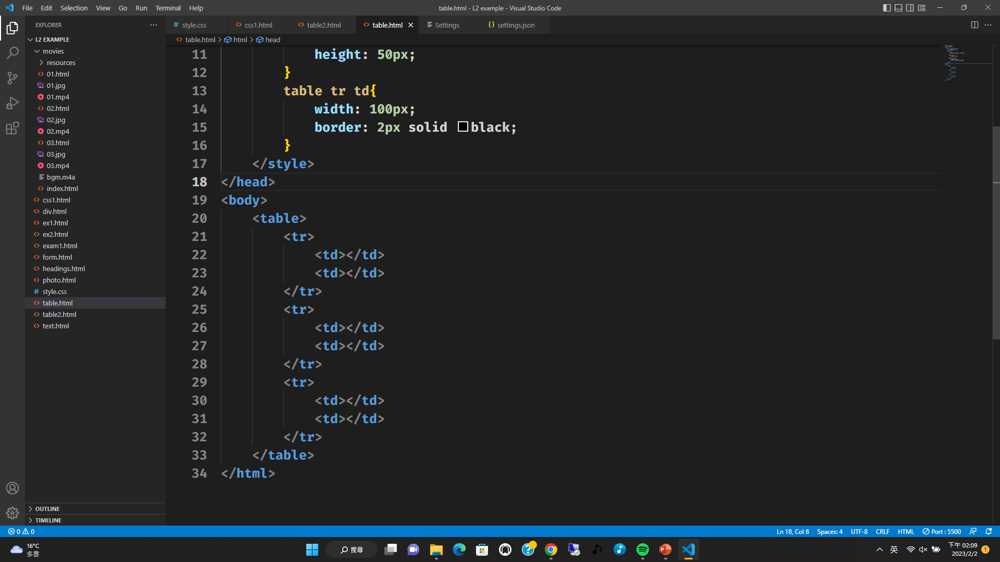 File Edit Selection View Go Run Terminal Help
table.html - L2 example - Visual Studio Code
EXPLORER
L2 EXAMPLE
movies
resources
01.html
01.jpg
01.mp4
02.html
02.jpg
02.mp4
03.html
03.jpg
03.mp4
bgm.m4a
index.html
css1.html
div.html
ex1.html
ex2.html
exam1.html
form.html
headings.html
photo.html
style.css
table.html
table2.html
text.html
OUTLINE
TIMELINE
style.css css1.html table2.html table.html Settings settings.json
table.html > html > head
11 height: 50px;
12 }
13 table tr td{
14 width: 100px;
15 border: 2px solid black;
16 }
17 </style>
18 </head>
19 <body>
20 <table>
21 <tr>
22 <td></td>
23 <td></td>
24 </tr>
25 <tr>
26 <td></td>
27 <td></td>
28 </tr>
29 <tr>
30 <td></td>
31 <td></td>
32 </tr>
33 </table>
34 </html>
0 0
Ln 18, Col 8 Spaces: 4 UTF-8 CRLF HTML Port : 5500
16°C
多雲
搜尋
英
下午 02:09
2023/2/2
1